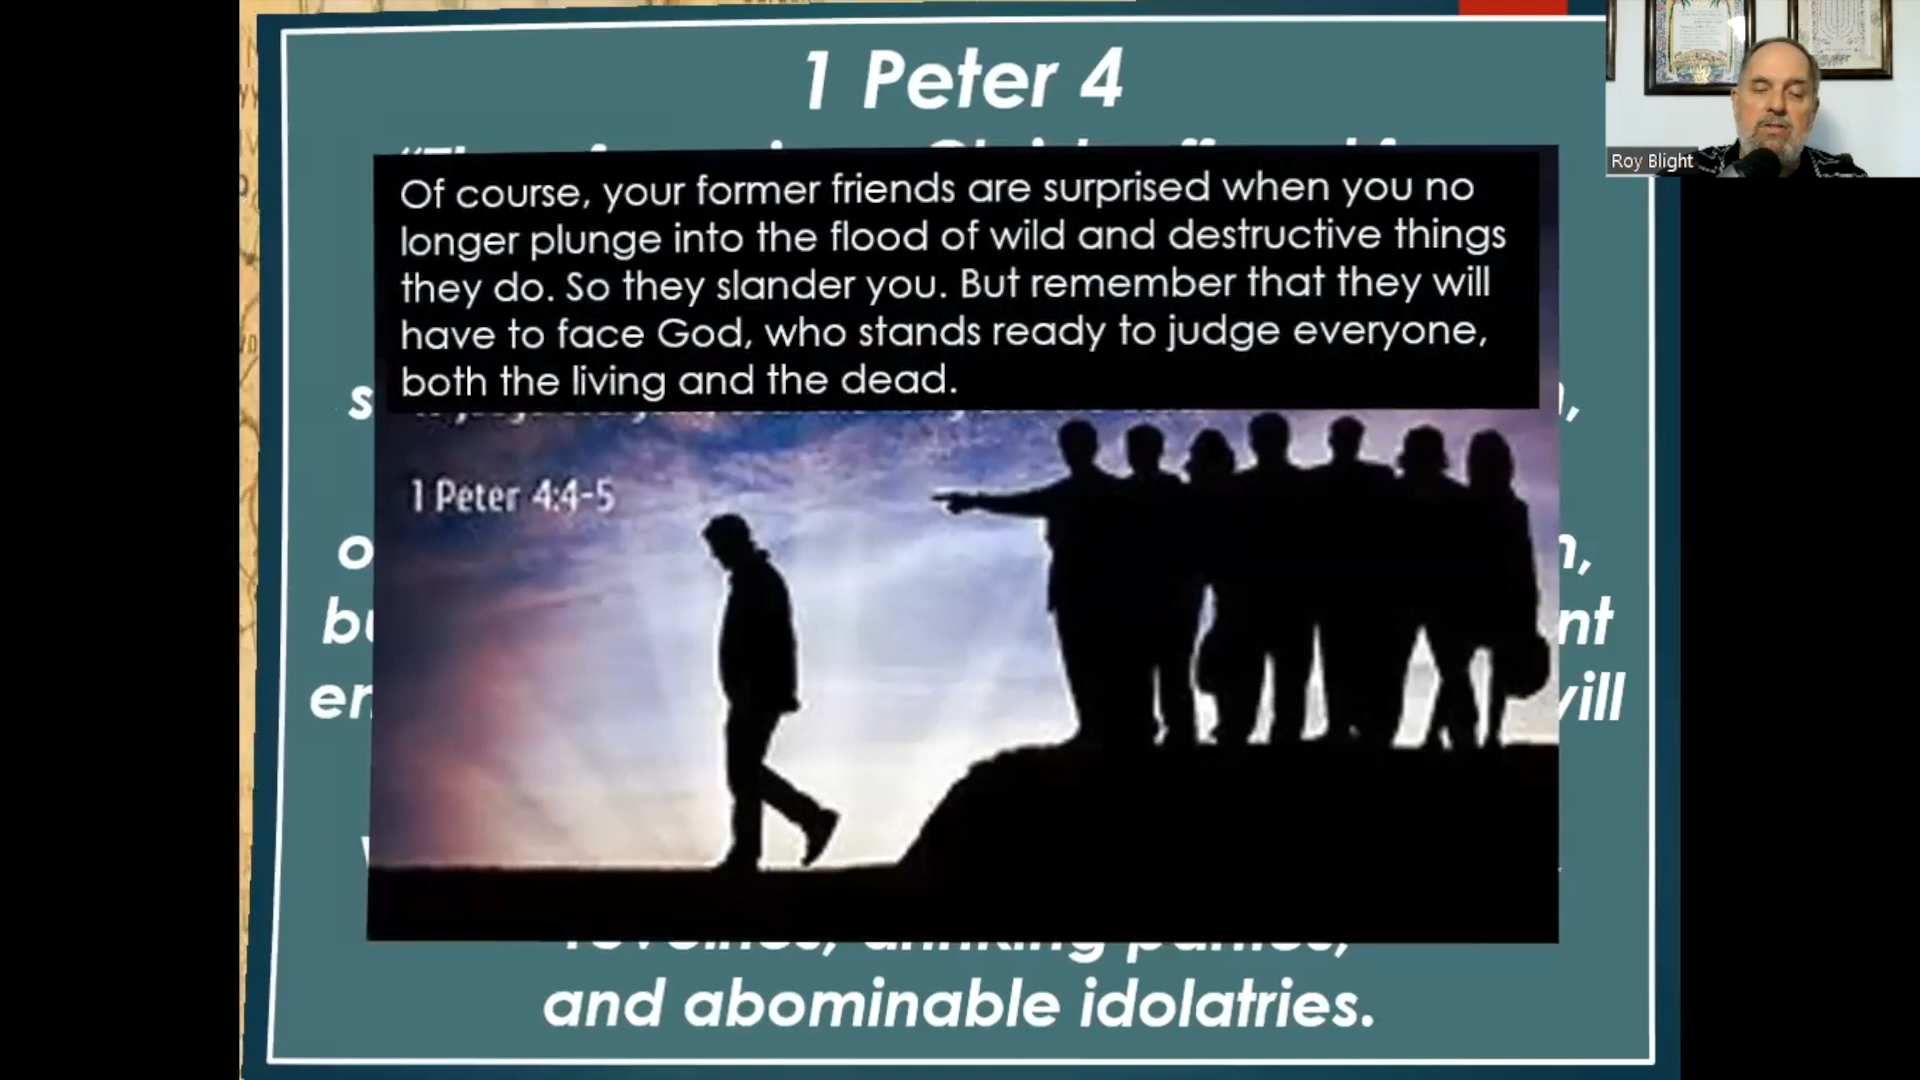 1 Peter 4
Of course, your former friends are surprised when you no
longer plunge into the flood of wild and destructive things
they do. So they slander you. But remember that they will
have to face God, who stands ready to judge everyone,
both the living and the dead.
1 Peter 4:4-5
and abominable idolatries.
Roy Blight